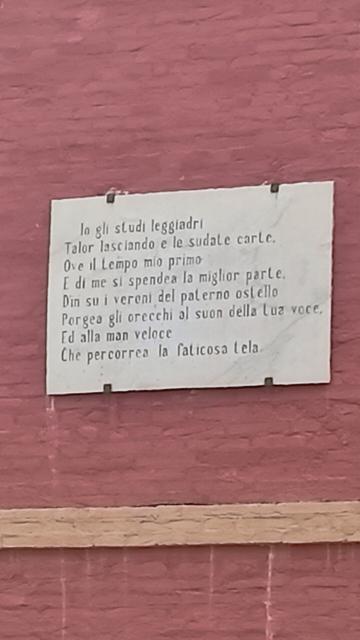 Io gli studi leggiadri
Talor lasciando e le sudate carte,
Ove il tempo mio primo
E di me si spendea la miglior parte,
Din su i veroni del paterno ostello
Porgea gli orecchi al suon della tua voce,
Ed alla man veloce
Che percorrea la faticosa tela.